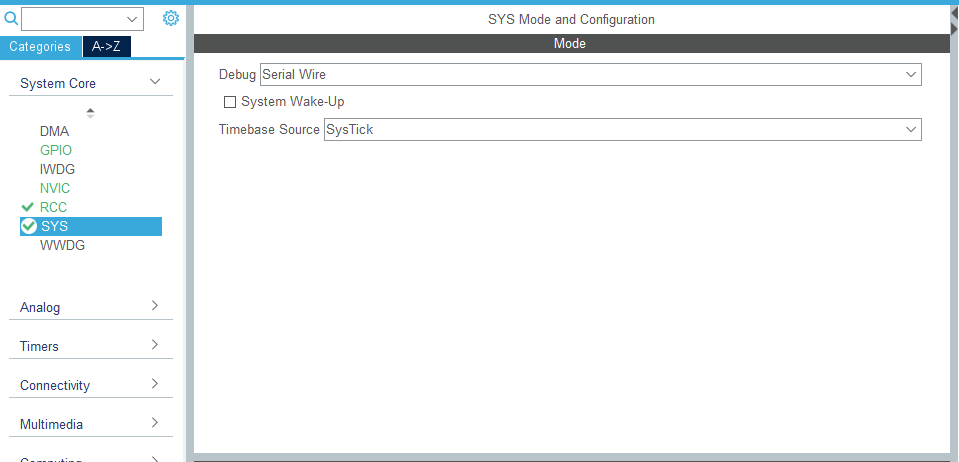 SYS Mode and Configuration
Categories A->Z
Mode
System Core
Debug Serial Wire
System Wake-Up
Timebase Source SysTick
DMA
GPIO
IWDG
NVIC
RCC
SYS
WWDG
Analog
Timers
Connectivity
Multimedia
Computing